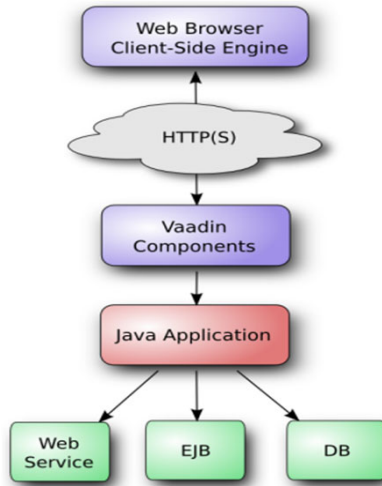 Web Browser
Client-Side Engine
HTTP(S)
Vaadin
Components
Java Application
Web
Service
EJB
DB